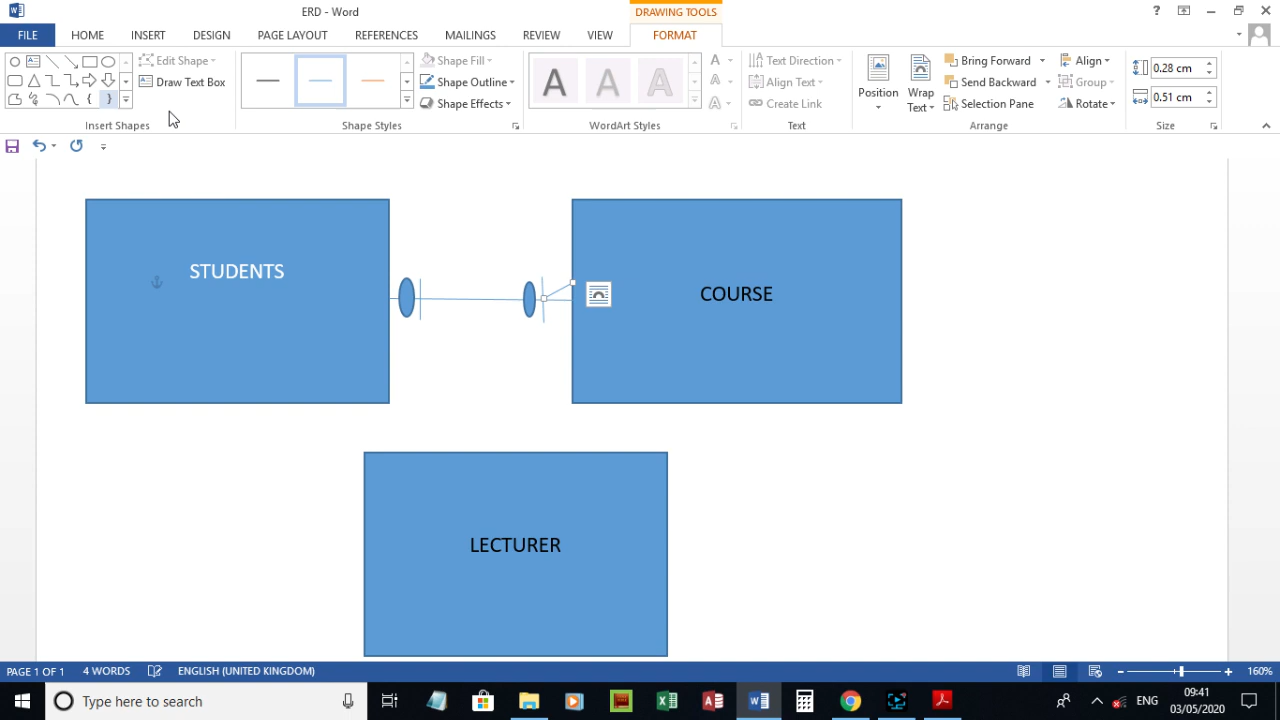 ERD - Word
DRAWING TOOLS
?
FILE HOME INSERT DESIGN PAGE LAYOUT REFERENCES MAILINGS REVIEW VIEW FORMAT
Edit Shape
Draw Text Box
Insert Shapes
Shape Fill
Shape Outline
Shape Effects
Shape Styles
A A A
A
A
A
WordArt Styles
Text Direction
Align Text
Create Link
Text
Position
Wrap Text
Bring Forward
Send Backward
Selection Pane
Align
Group
Rotate
Arrange
0.28 cm
0.51 cm
Size
STUDENTS
COURSE
LECTURER
PAGE 1 OF 1 4 WORDS ENGLISH (UNITED KINGDOM) 160%
Type here to search
ENG
09:41
03/05/2020